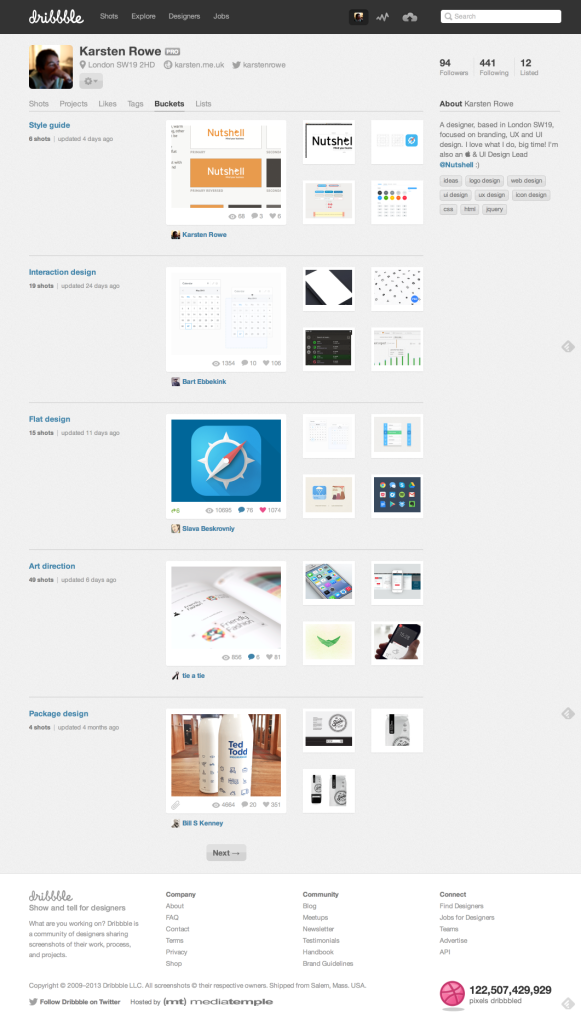 dribbble
Shots Explore Designers Jobs
Search
Karsten Rowe PRO
London SW19 2HD karsten.me.uk karstenrowe
94 441 12
Followers Following Listed
Shots Projects Likes Tags Buckets Lists
About Karsten Rowe
A designer, based in London SW19,
focused on branding, UX and UI
design. I love what I do, big time! I'm
also an & UI Design Lead
@Nutshell :)
ideas logo design web design
ui design ux design icon design
css html jquery
Style guide
6 shots | updated 4 days ago
Nutshell
PRIMARY
Nutshell
PRIMARY REVERSED
68 3 6
Nutshell
Karsten Rowe
Interaction design
19 shots | updated 24 days ago
1354 10 106
Bart Ebbekink
Flat design
15 shots | updated 11 days ago
6 10695 76 1074
Slava Beskrovniy
Art direction
49 shots | updated 6 days ago
Friendly
Fashion
856 6 81
tie a tie
Package design
4 shots | updated 4 months ago
Ted
Todd
4684 20 351
Bill S Kenney
Next →
dribbble
Show and tell for designers
What are you working on? Dribbble is
a community of designers sharing
screenshots of their work, process,
and projects.
Company
About
FAQ
Contact
Terms
Privacy
Shop
Community
Blog
Meetups
Newsletter
Testimonials
Handbook
Brand Guidelines
Connect
Find Designers
Jobs for Designers
Teams
Advertise
API
Copyright © 2009–2013 Dribbble LLC. All screenshots © their respective owners. Shipped from Salem, Mass. USA.
Follow Dribbble on Twitter Hosted by (mt) mediatemple
122,507,429,929
pixels dribbbled